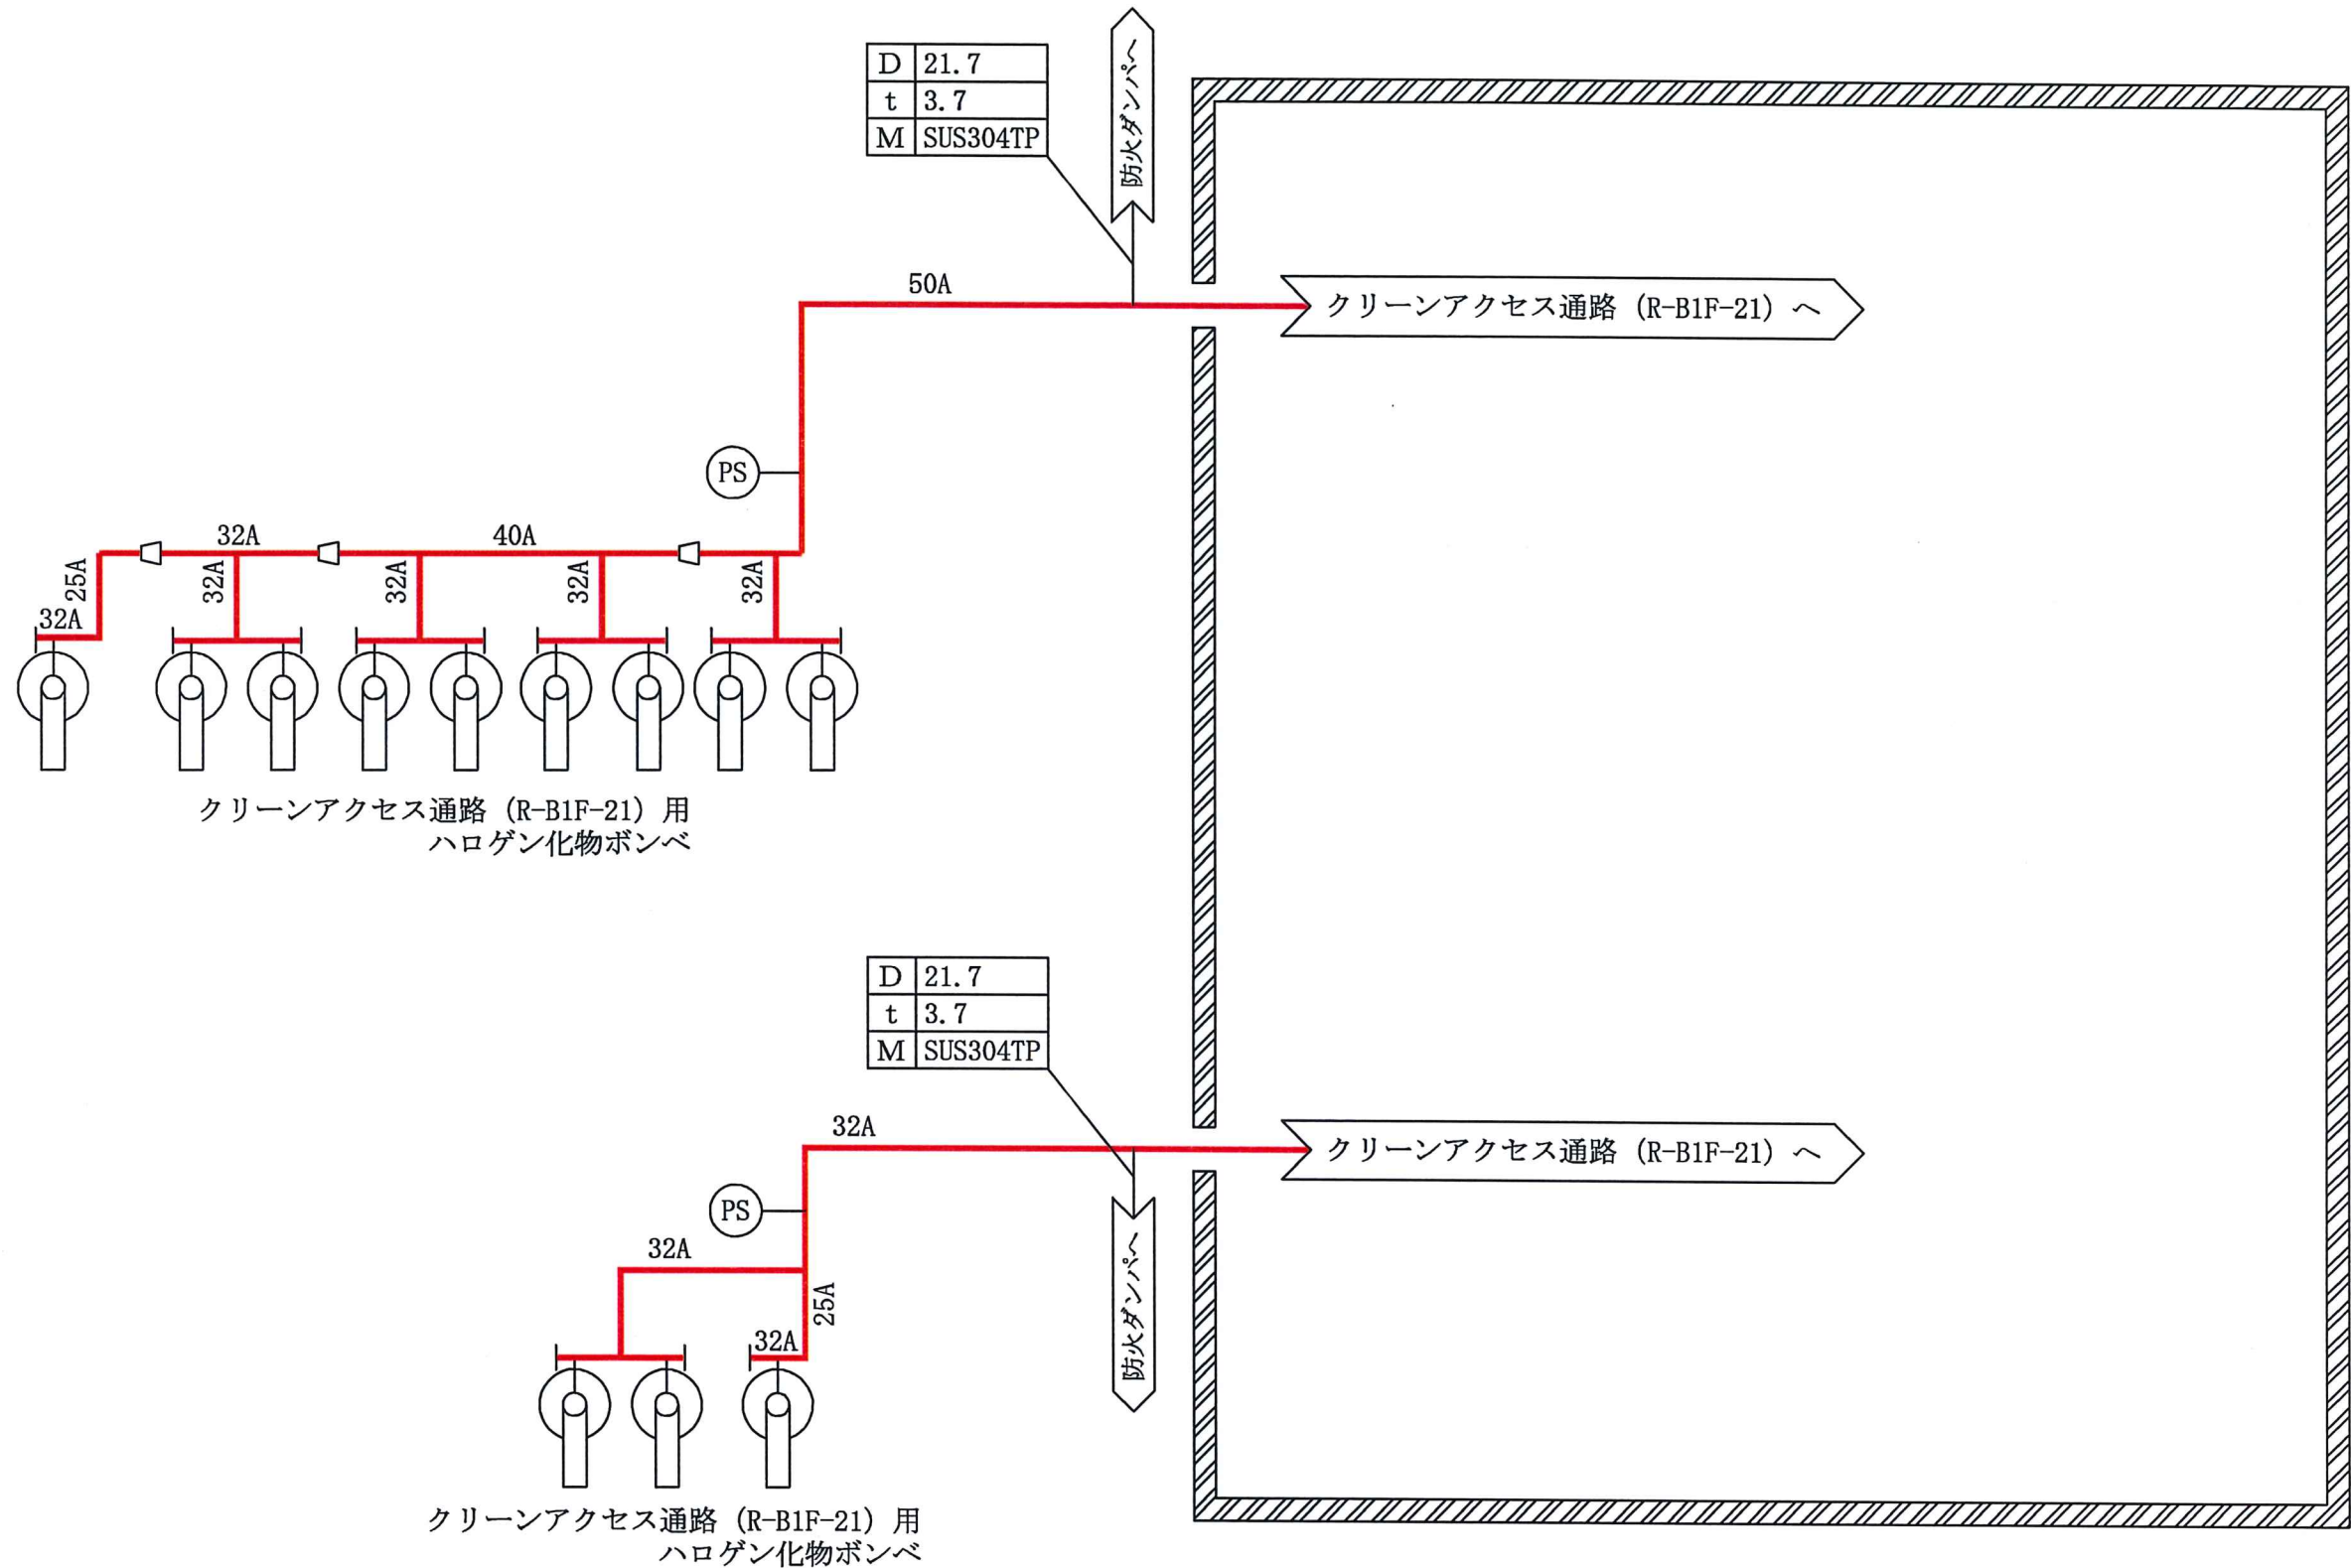 D 21.7
t 3.7
M SUS304TP
防火ダンパへ
50A
クリーンアクセス通路 (R-B1F-21) へ
PS
32A
40A
25A
32A
32A
32A
32A
32A
クリーンアクセス通路 (R-B1F-21) 用
ハロゲン化物ボンベ
D 21.7
t 3.7
M SUS304TP
32A
クリーンアクセス通路 (R-B1F-21) へ
PS
32A
25A
32A
防火ダンパへ
クリーンアクセス通路 (R-B1F-21) 用
ハロゲン化物ボンベ